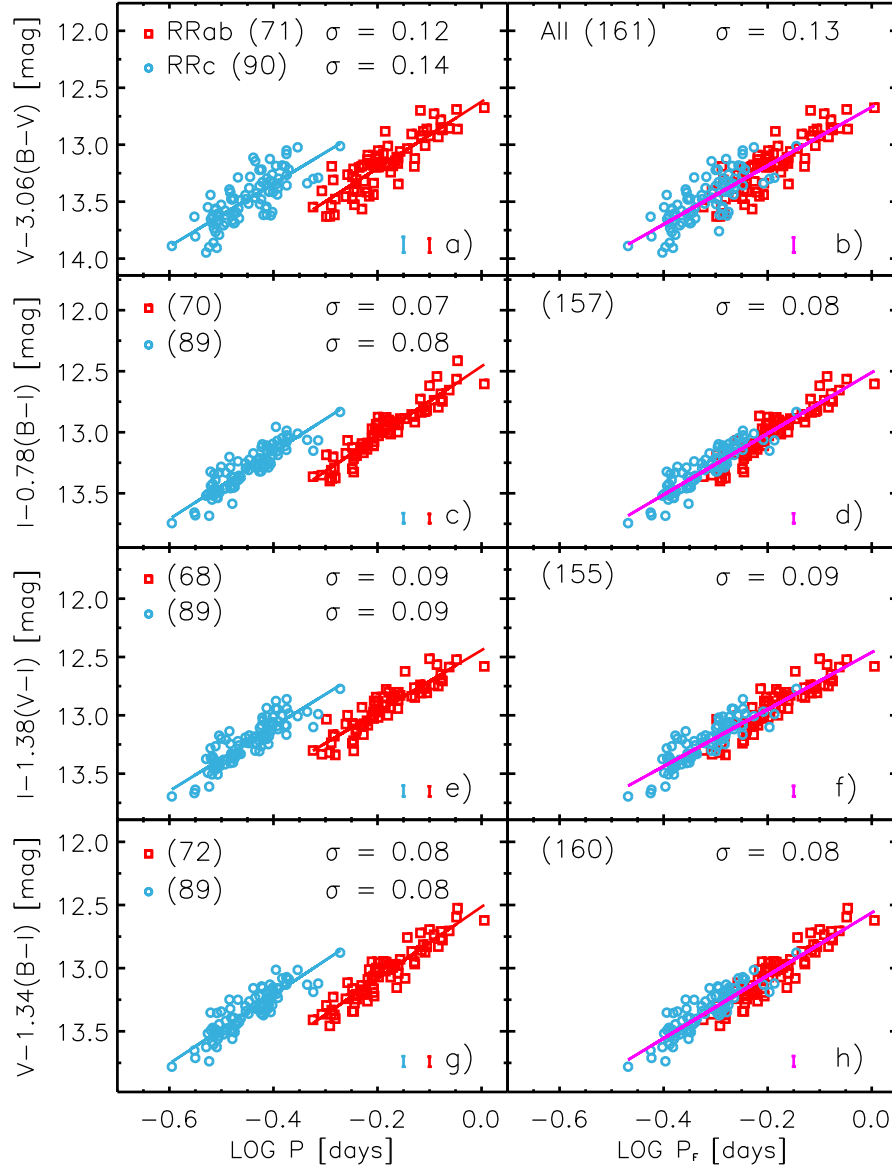 12.0
12.5
13.0
13.5
14.0
V−3.06(B−V) [mag]
RRab (71) σ = 0.12
RRc (90) σ = 0.14
a)
All (161) σ = 0.13
b)
12.0
12.5
13.0
13.5
I−0.78(B−I) [mag]
(70) σ = 0.07
(89) σ = 0.08
c)
(157) σ = 0.08
d)
12.0
12.5
13.0
13.5
I−1.38(V−I) [mag]
(68) σ = 0.09
(89) σ = 0.09
e)
(155) σ = 0.09
f)
12.0
12.5
13.0
13.5
V−1.34(B−I) [mag]
(72) σ = 0.08
(89) σ = 0.08
g)
(160) σ = 0.08
h)
−0.6 −0.4 −0.2 0.0
LOG P [days]
−0.6 −0.4 −0.2 0.0
LOG P_F [days]